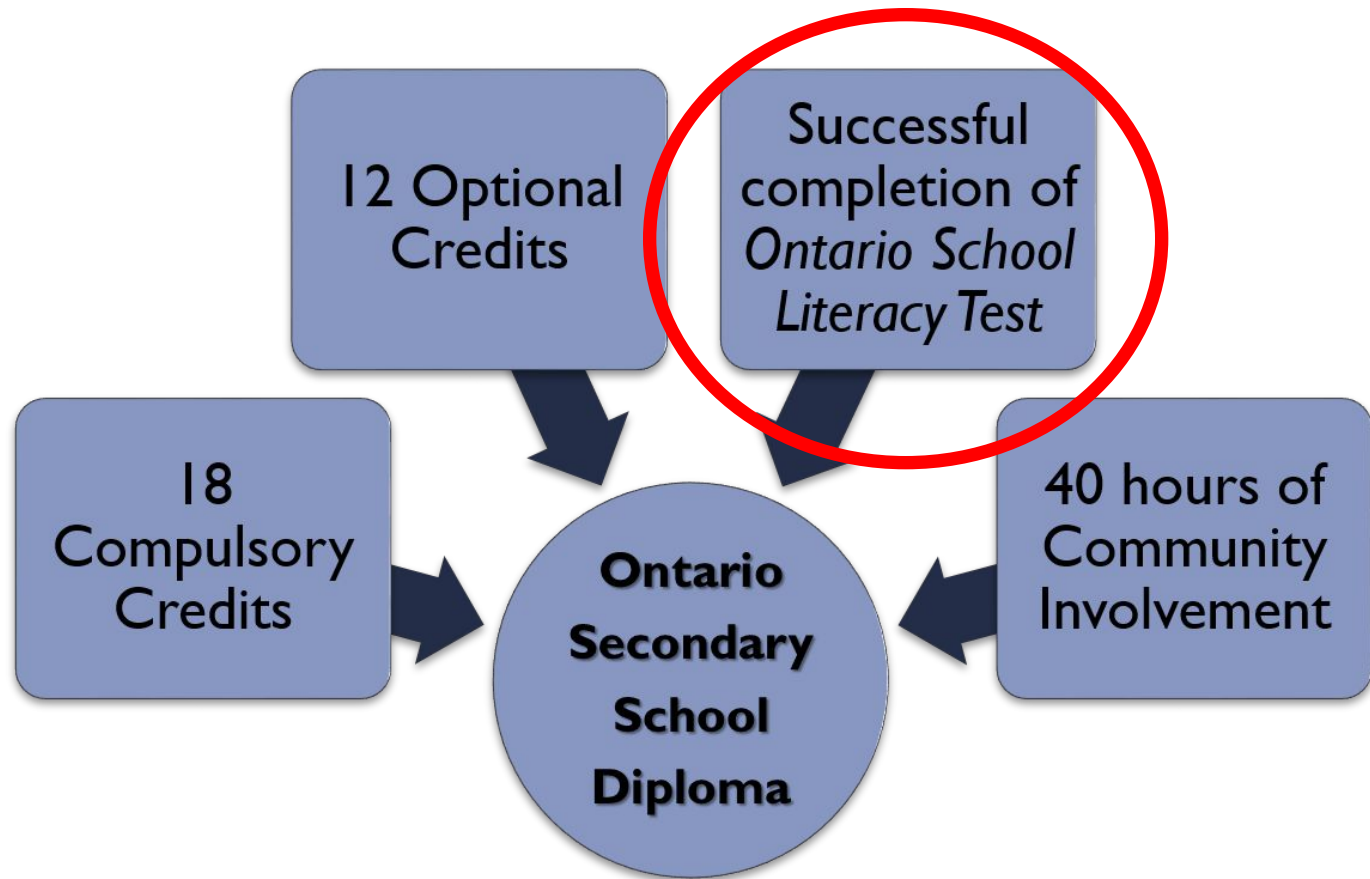 12 Optional
Credits
Successful
completion of
Ontario School
Literacy Test
18
Compulsory
Credits
40 hours of
Community
Involvement
Ontario
Secondary
School
Diploma